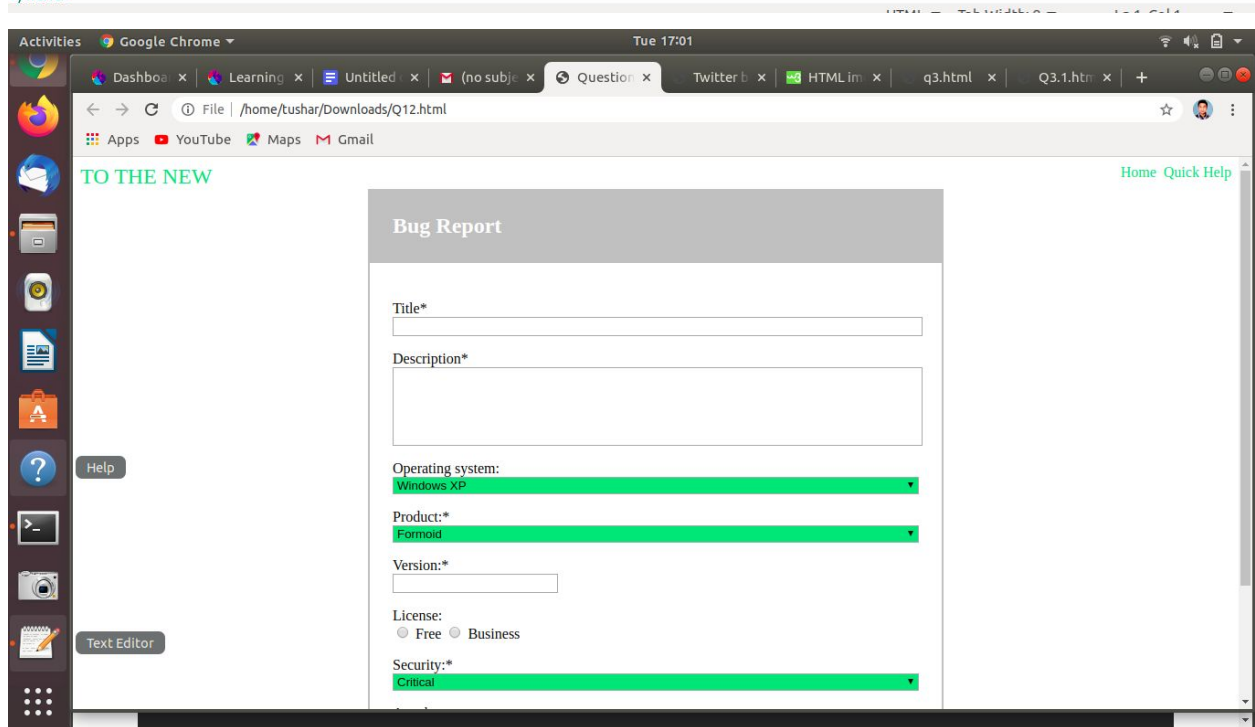 Activities Google Chrome ▾ Tue 17:01
Dashboa × Learning × Untitled × (no subje × Question × Twitter b × HTML im × q3.html × Q3.1.htm × +
File | /home/tushar/Downloads/Q12.html
Apps YouTube Maps Gmail
TO THE NEW
Home Quick Help
Bug Report
Title*
Description*
Help
Operating system:
Windows XP
Product:*
Formoid
Version:*
License:
Free Business
Text Editor
Security:*
Critical